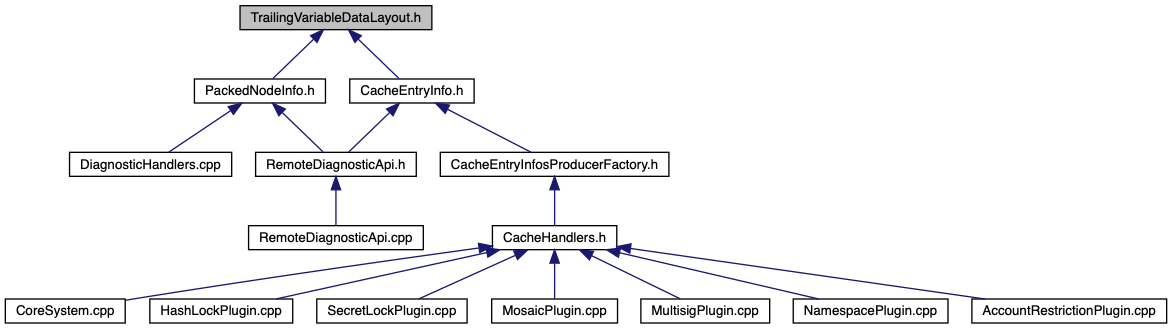 TrailingVariableDataLayout.h
PackedNodeInfo.h
CacheEntryInfo.h
DiagnosticHandlers.cpp
RemoteDiagnosticApi.h
CacheEntryInfosProducerFactory.h
RemoteDiagnosticApi.cpp
CacheHandlers.h
CoreSystem.cpp
HashLockPlugin.cpp
SecretLockPlugin.cpp
MosaicPlugin.cpp
MultisigPlugin.cpp
NamespacePlugin.cpp
AccountRestrictionPlugin.cpp